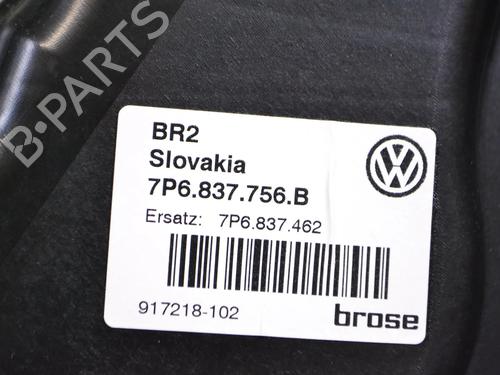 B-PARTS
BR2
Slovakia
7P6.837.756.B
Ersatz: 7P6.837.462
917218-102
brose